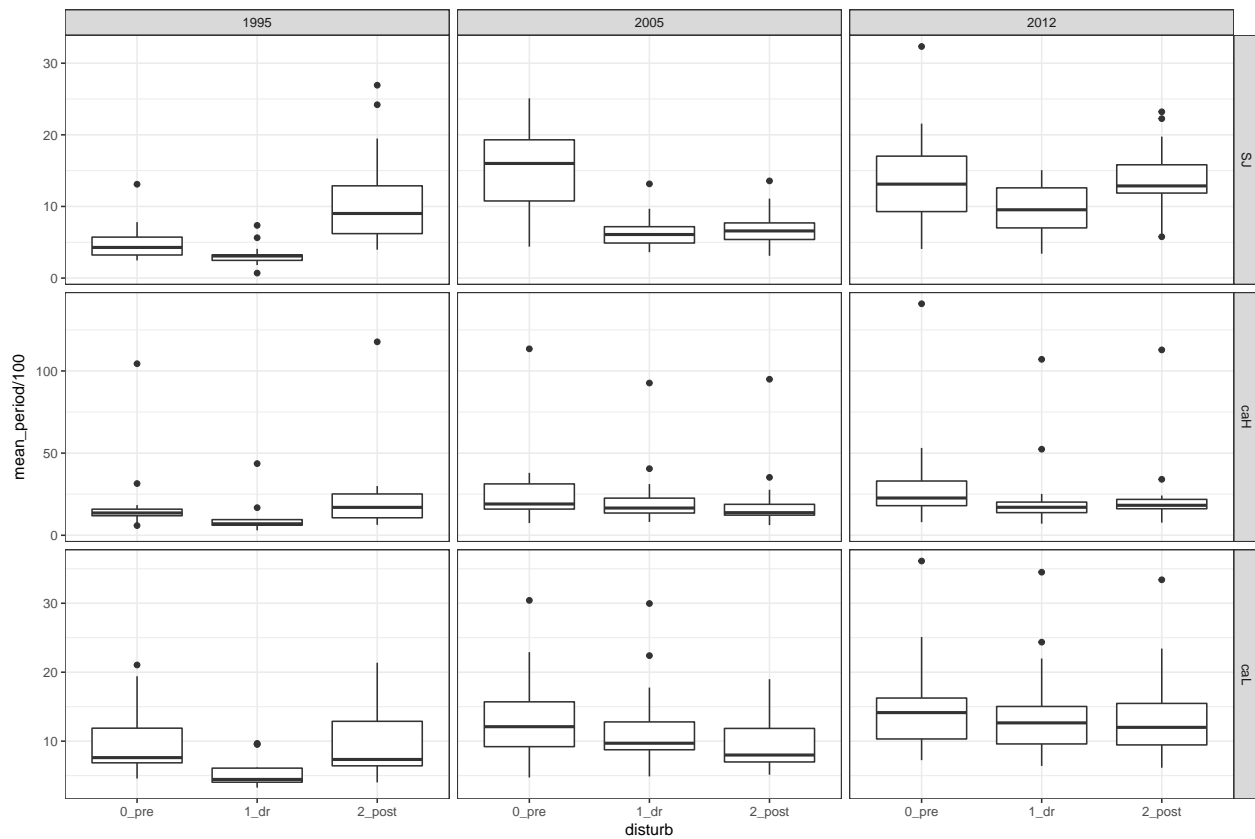 1995 2005 2012
30
20
10
0
SJ
100
50
0
caH
30
20
10
caL
mean_period/100
0_pre 1_dr 2_post 0_pre 1_dr 2_post 0_pre 1_dr 2_post
disturb